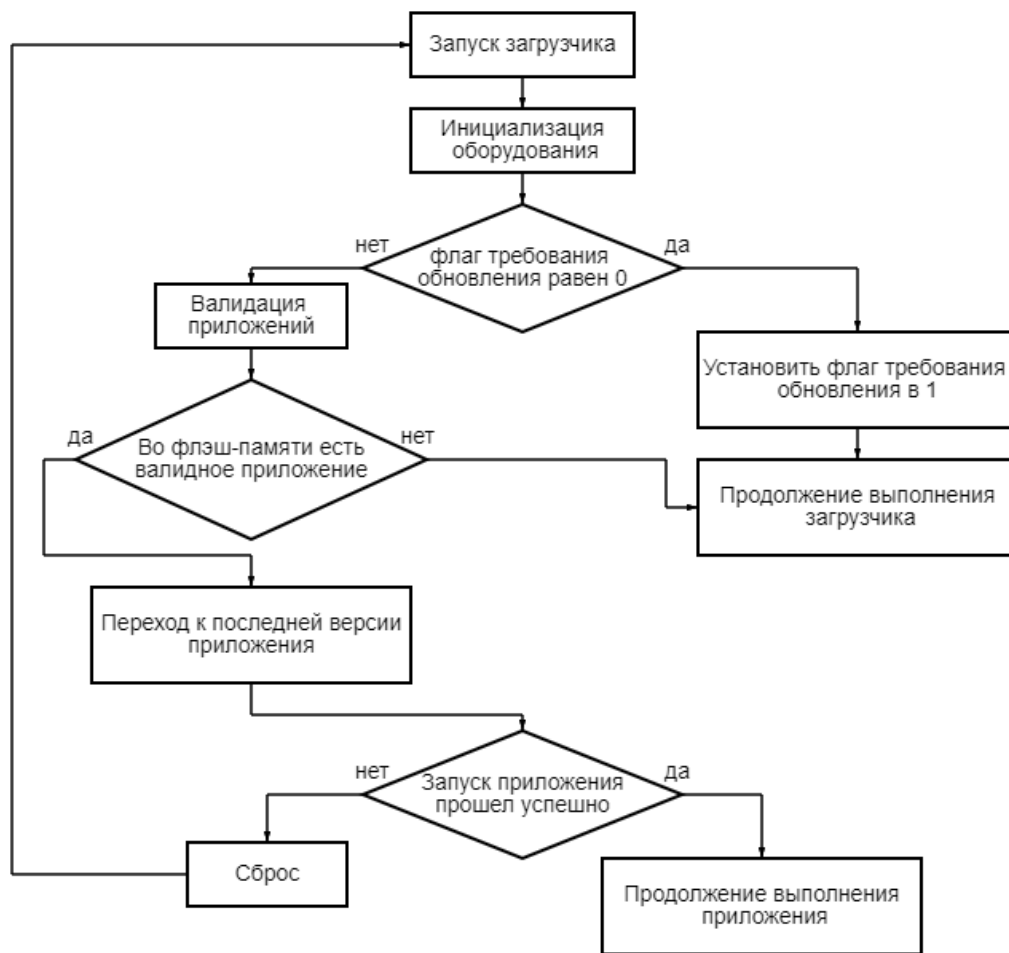 Запуск загрузчика
Инициализация
оборудования
нет
да
флаг требования
обновления равен 0
Валидация
приложений
Установить флаг требования
обновления в 1
да
нет
Во флэш-памяти есть
валидное приложение
Продолжение выполнения
загрузчика
Переход к последней версии
приложения
нет
да
Запуск приложения
прошел успешно
Сброс
Продолжение выполнения
приложения